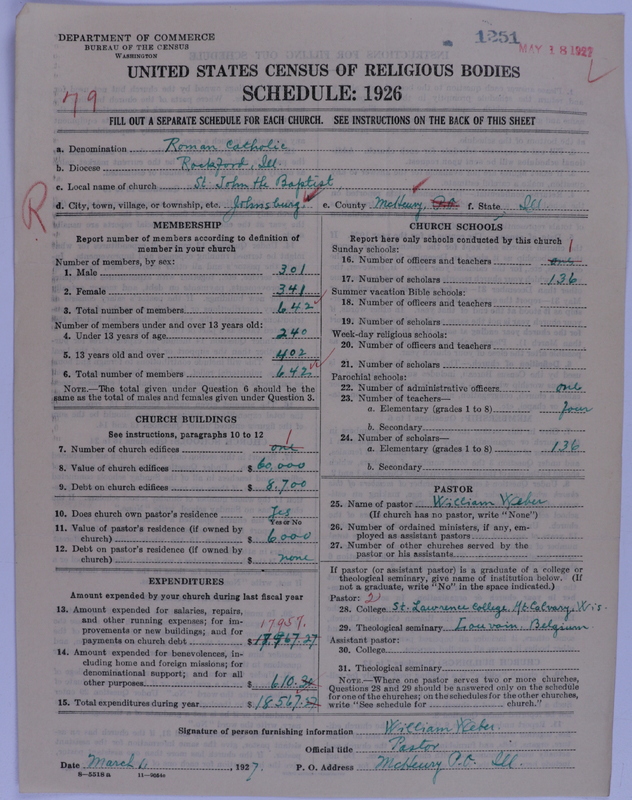 DEPARTMENT OF COMMERCE
BUREAU OF THE CENSUS
WASHINGTON
1251
MAY 18 1927
UNITED STATES CENSUS OF RELIGIOUS BODIES
SCHEDULE: 1926
79
FILL OUT A SEPARATE SCHEDULE FOR EACH CHURCH. SEE INSTRUCTIONS ON THE BACK OF THIS SHEET
a. Denomination Roman Catholic
b. Diocese Rockford, Ill.
c. Local name of church St. John the Baptist
d. City, town, village, or township, etc. Johnsburg. e. County McHenry, P.O. f. State Ill.
R
MEMBERSHIP
Report number of members according to definition of
member in your church
Number of members, by sex:
1. Male 301
2. Female 341
3. Total number of members 642
Number of members under and over 13 years old:
4. Under 13 years of age 240
5. 13 years old and over 402
6. Total number of members 642
NOTE.—The total given under Question 6 should be
same as the total of males and females given under Question 3.
CHURCH BUILDINGS
See instructions, paragraphs 10 to 12
7. Number of church edifices one 1
8. Value of church edifices $ 60,000
9. Debt on church edifices $ 8,700
10. Does church own pastor's residence Yes
Yes or No
11. Value of pastor's residence (if owned by
church) $ 6,000
12. Debt on pastor's residence (if owned by
church) $ none
EXPENDITURES
Amount expended by your church during last fiscal year
13. Amount expended for salaries, repairs,
and other running expenses; for im-
provements or new buildings; and for
payments on church debt $ 17957.
14. Amount expended for benevolences, in-
cluding home and foreign missions; for
denominational support; and for all
other purposes $ 610.
15. Total expenditures during year $ 18567.
CHURCH SCHOOLS
Report here only schools conducted by this church
Sunday schools:
16. Number of officers and teachers one 1
17. Number of scholars 136
Summer vacation Bible schools:
18. Number of officers and teachers
19. Number of scholars
Week-day religious schools:
20. Number of officers and teachers
21. Number of scholars
Parochial schools:
22. Number of administrative officers one
23. Number of teachers—
a. Elementary (grades 1 to 8) four
b. Secondary
24. Number of scholars—
a. Elementary (grades 1 to 8) 136
b. Secondary
PASTOR
25. Name of pastor William Weber
(If church has no pastor, write "None")
26. Number of ordained ministers, if any, em-
ployed as assistant pastors
27. Number of other churches served by the
pastor or his assistants
If pastor (or assistant pastor) is a graduate of a college or
theological seminary, give name of institution below. (If
not a graduate, write "No" in the space indicated.)
Pastor: 2
28. College St. Lawrence College, Mt. Calvary, Wis.
29. Theological seminary Louvain, Belgium
Assistant pastor:
30. College
31. Theological seminary
NOTE.—Where one pastor serves two or more churches,
Questions 28 and 29 should be answered only on the schedule
for one of the churches; on the schedules for the other churches,
write "See schedule for church."
Signature of person furnishing information William Weber.
Official title Pastor
Date March 11, 1927. P. O. Address McHenry P.O. Ill.
8—5518a 11—9054